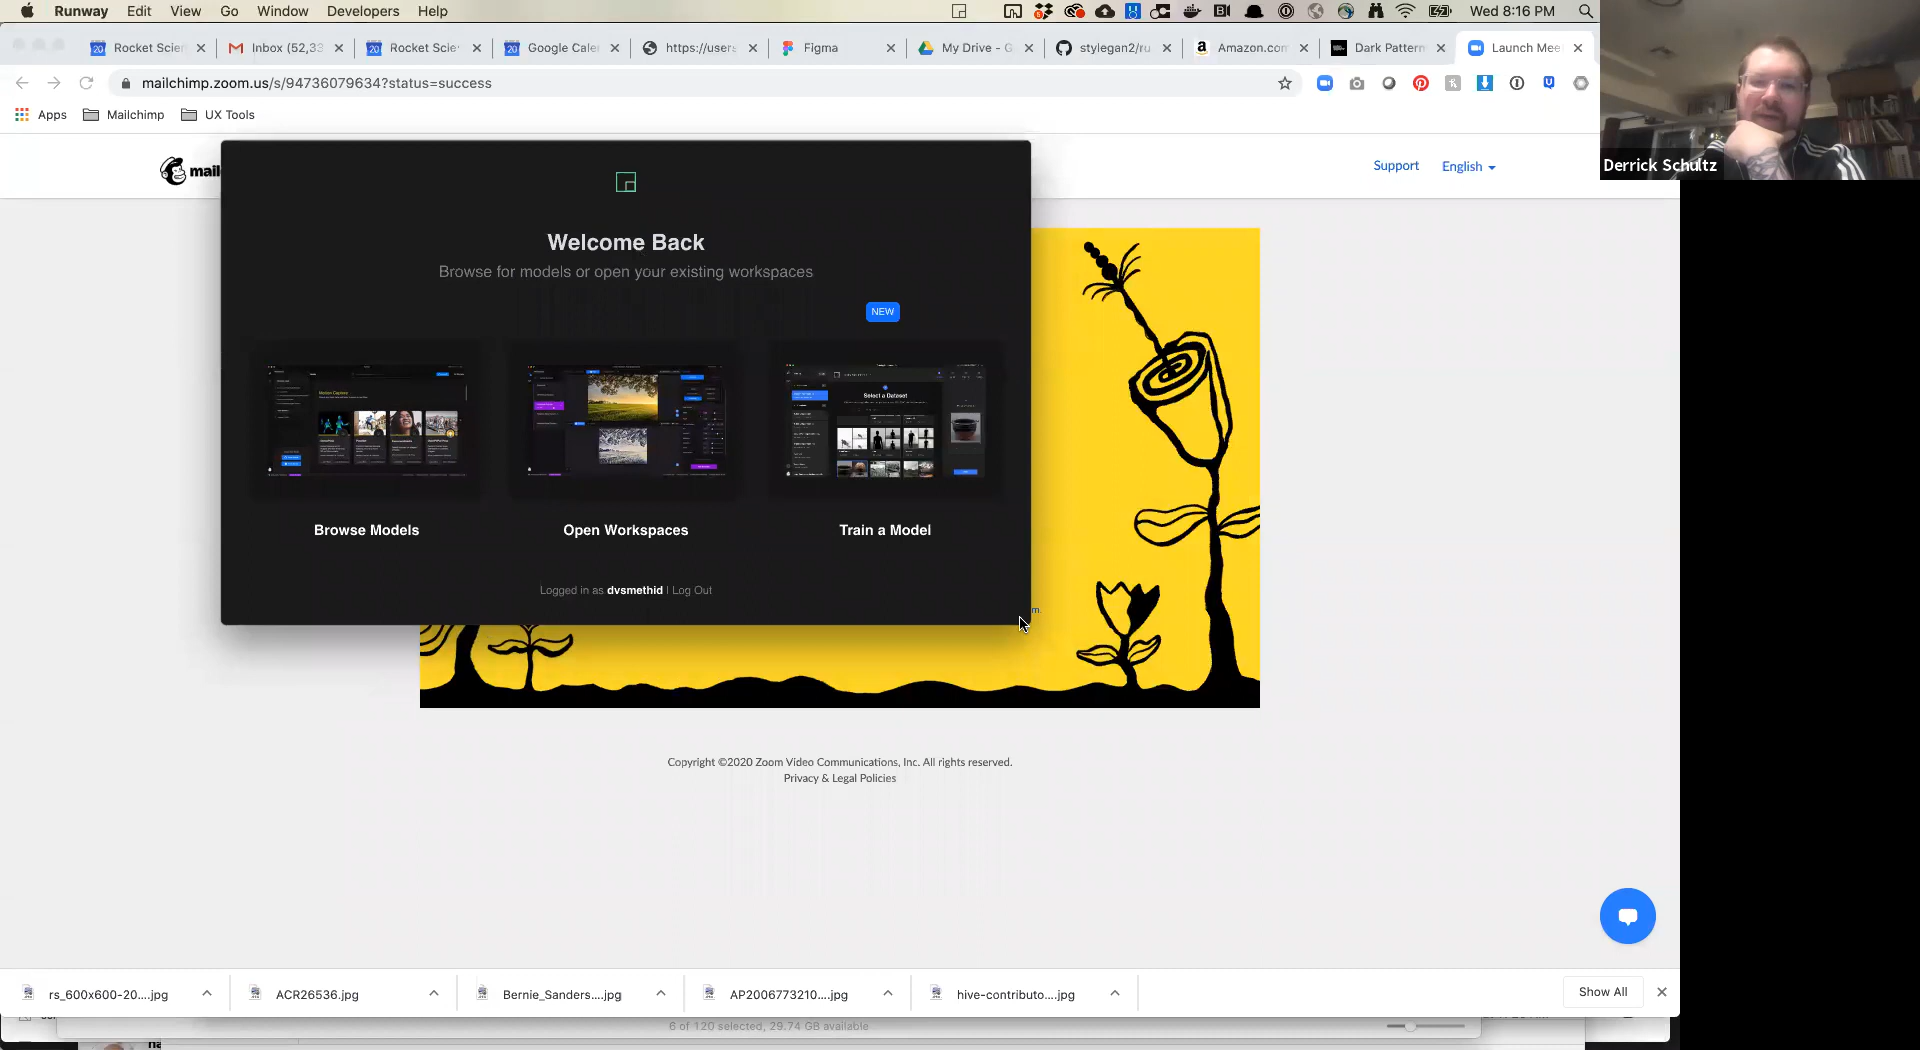 Runway Edit View Go Window Developers Help
Wed 8:16 PM
Rocket Scien
Inbox (52,33
Rocket Scie
Google Cale
https://users
Figma
My Drive - G
stylegan2/ru
Amazon.com
Dark Pattern
Launch Mee
mailchimp.zoom.us/s/94736079634?status=success
Apps Mailchimp UX Tools
Derrick Schultz
mail
Support English
Welcome Back
Browse for models or open your existing workspaces
NEW
Select a Dataset
Browse Models Open Workspaces Train a Model
Logged in as dvsmethid | Log Out
m.
Copyright ©2020 Zoom Video Communications, Inc. All rights reserved.
Privacy & Legal Policies
rs_600x600-20....jpg
ACR26536.jpg
Bernie_Sanders....jpg
AP2006773210....jpg
hive-contributo....jpg
Show All
6 of 120 selected, 29.74 GB available